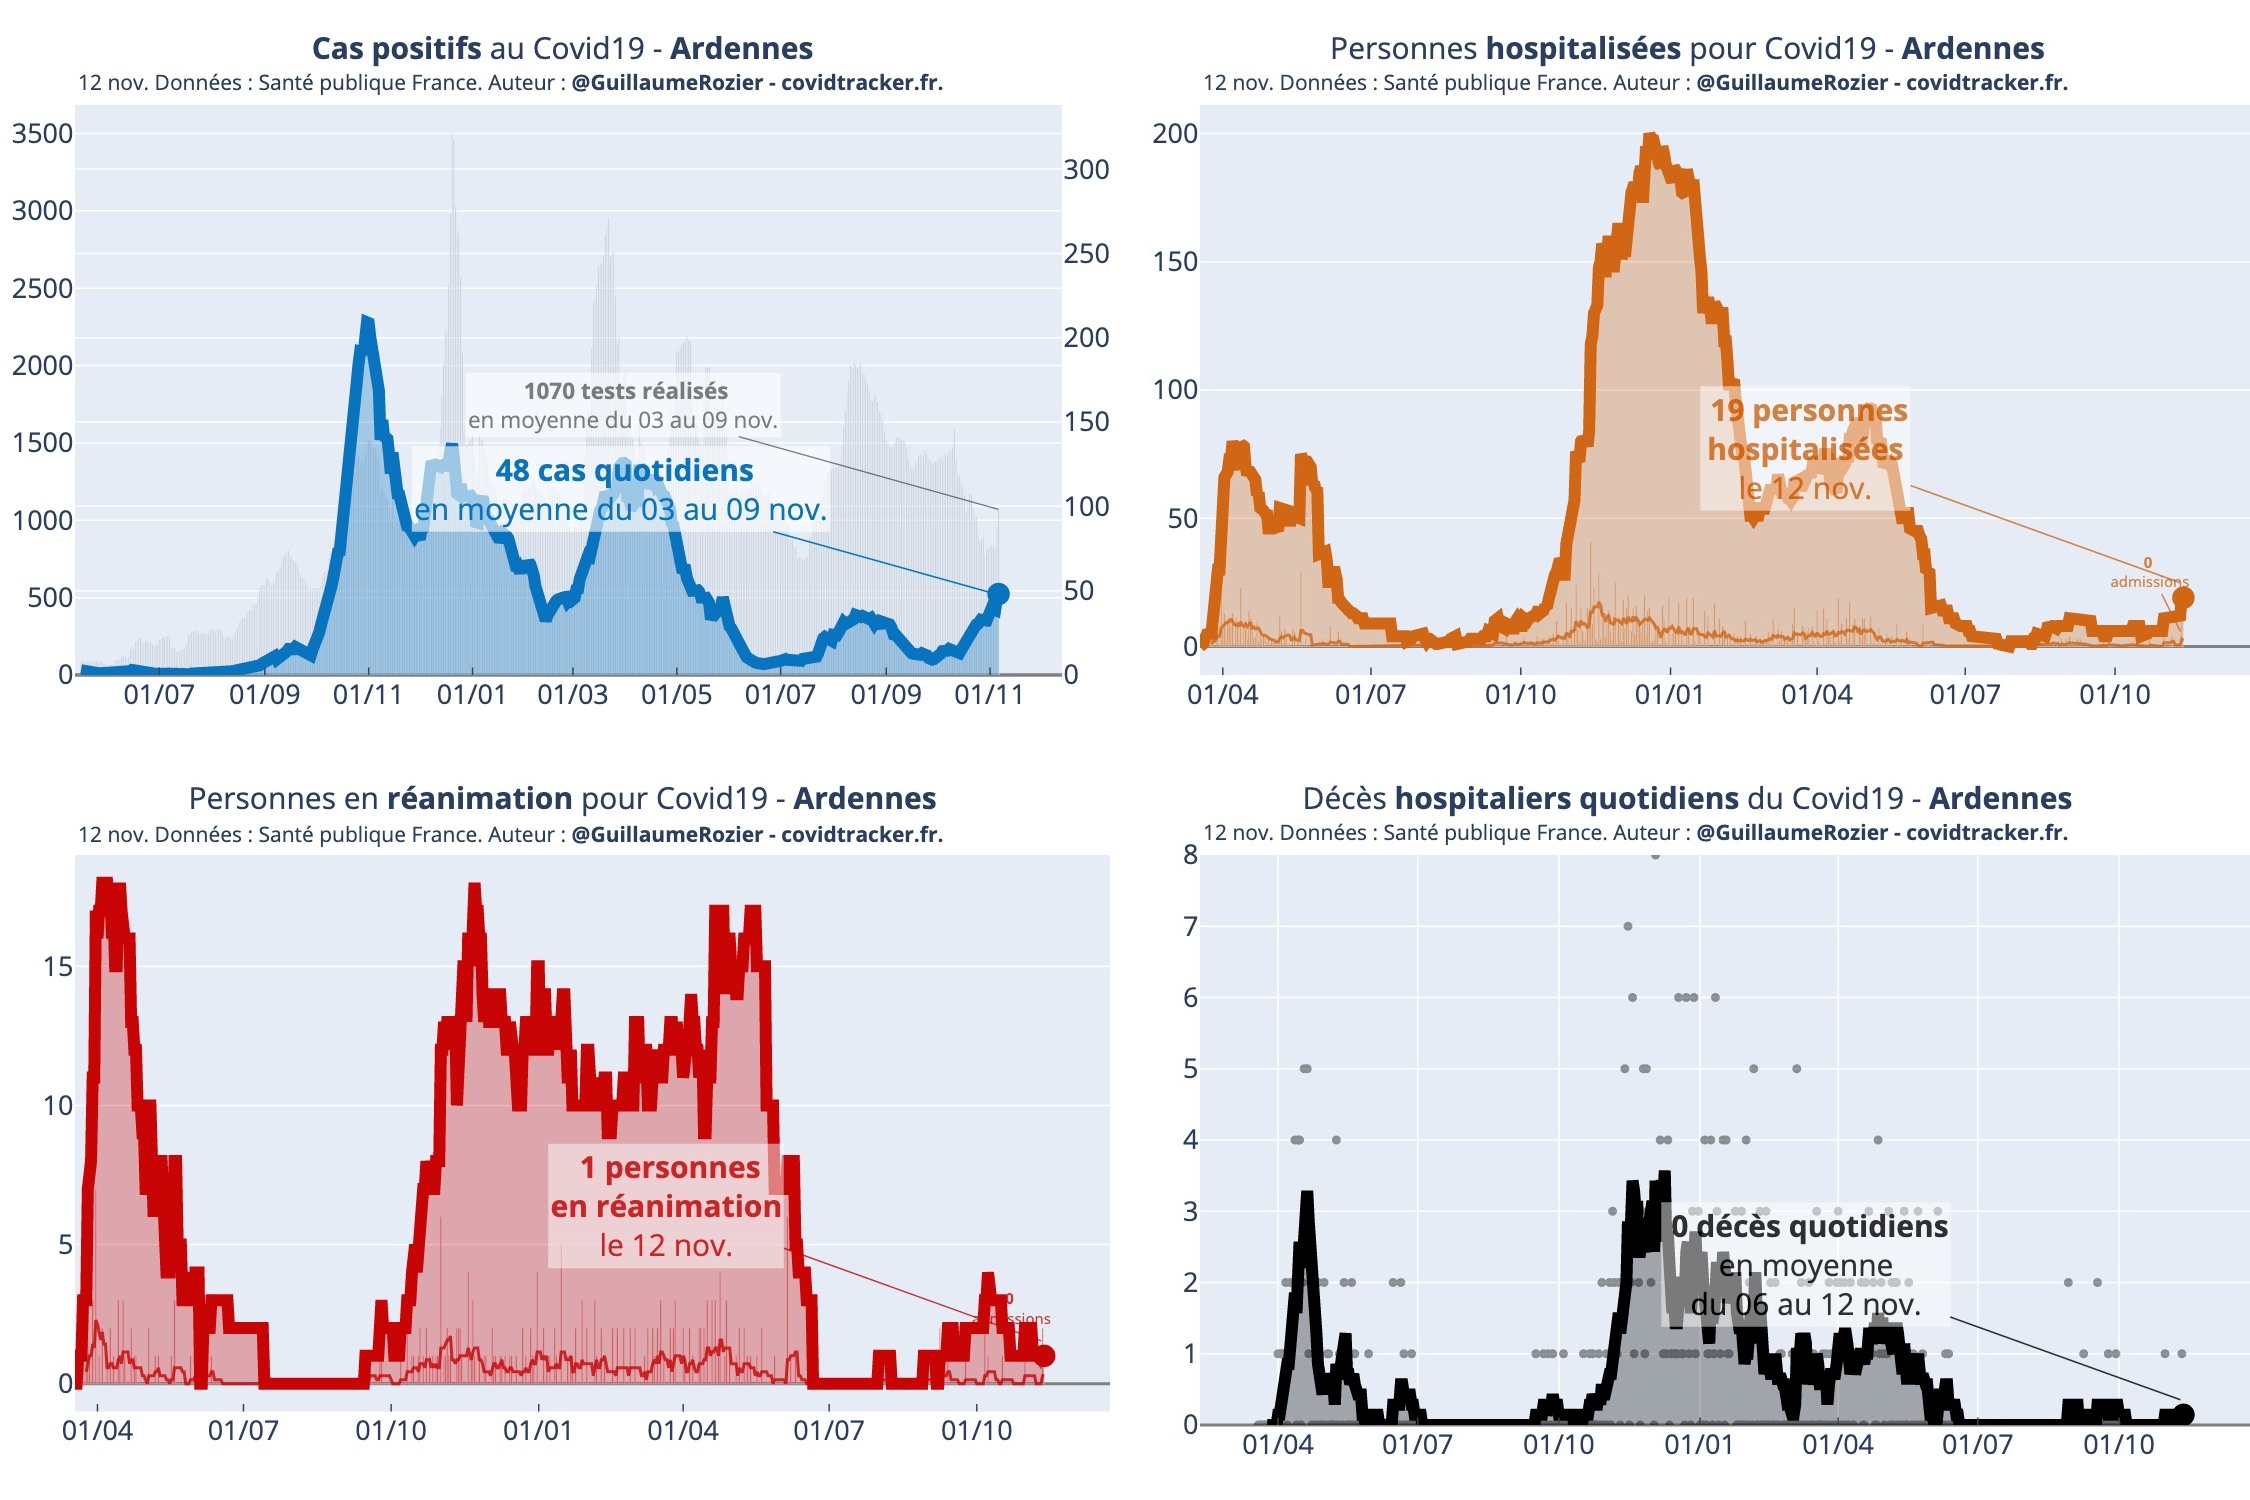 Cas positifs au Covid19 - Ardennes
12 nov. Données : Santé publique France. Auteur : @GuillaumeRozier - covidtracker.fr.
3500
3000
2500
2000
1500
1000
500
0
300
250
200
150
100
50
0
1070 tests réalisés
en moyenne du 03 au 09 nov.
48 cas quotidiens
en moyenne du 03 au 09 nov.
01/07 01/09 01/11 01/01 01/03 01/05 01/07 01/09 01/11
Personnes hospitalisées pour Covid19 - Ardennes
12 nov. Données : Santé publique France. Auteur : @GuillaumeRozier - covidtracker.fr.
200
150
100
50
0
19 personnes
hospitalisées
le 12 nov.
0
admissions
01/04 01/07 01/10 01/01 01/04 01/07 01/10
Personnes en réanimation pour Covid19 - Ardennes
12 nov. Données : Santé publique France. Auteur : @GuillaumeRozier - covidtracker.fr.
15
10
5
0
1 personnes
en réanimation
le 12 nov.
0
admissions
01/04 01/07 01/10 01/01 01/04 01/07 01/10
Décès hospitaliers quotidiens du Covid19 - Ardennes
12 nov. Données : Santé publique France. Auteur : @GuillaumeRozier - covidtracker.fr.
8
7
6
5
4
3
2
1
0
0 décès quotidiens
en moyenne
du 06 au 12 nov.
01/04 01/07 01/10 01/01 01/04 01/07 01/10